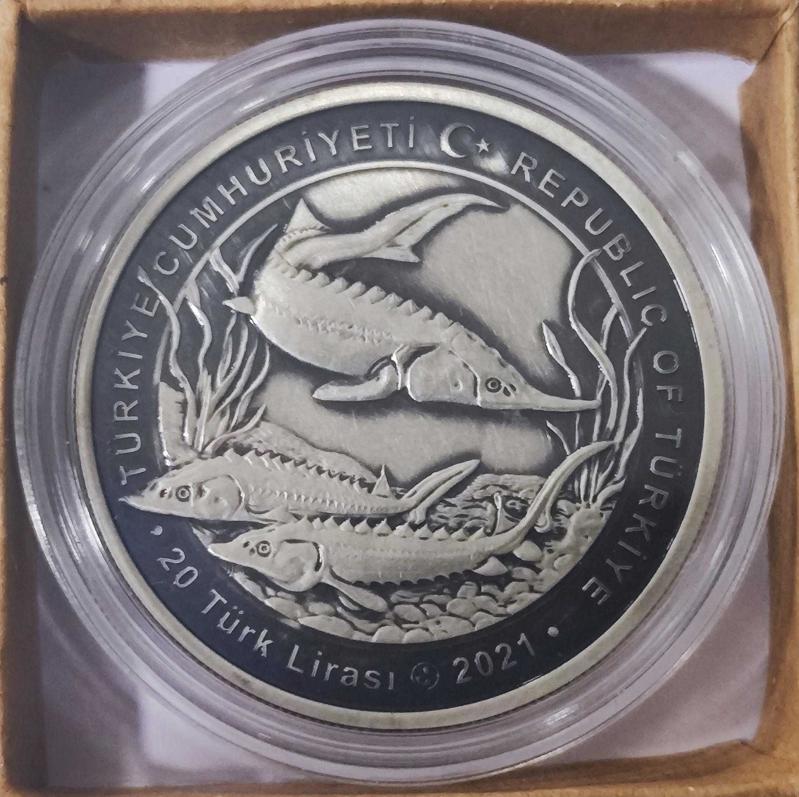 TÜRKİYE CUMHURİYETİ
REPUBLIC OF TÜRKİYE
• 20 Türk Lirası 2021 •